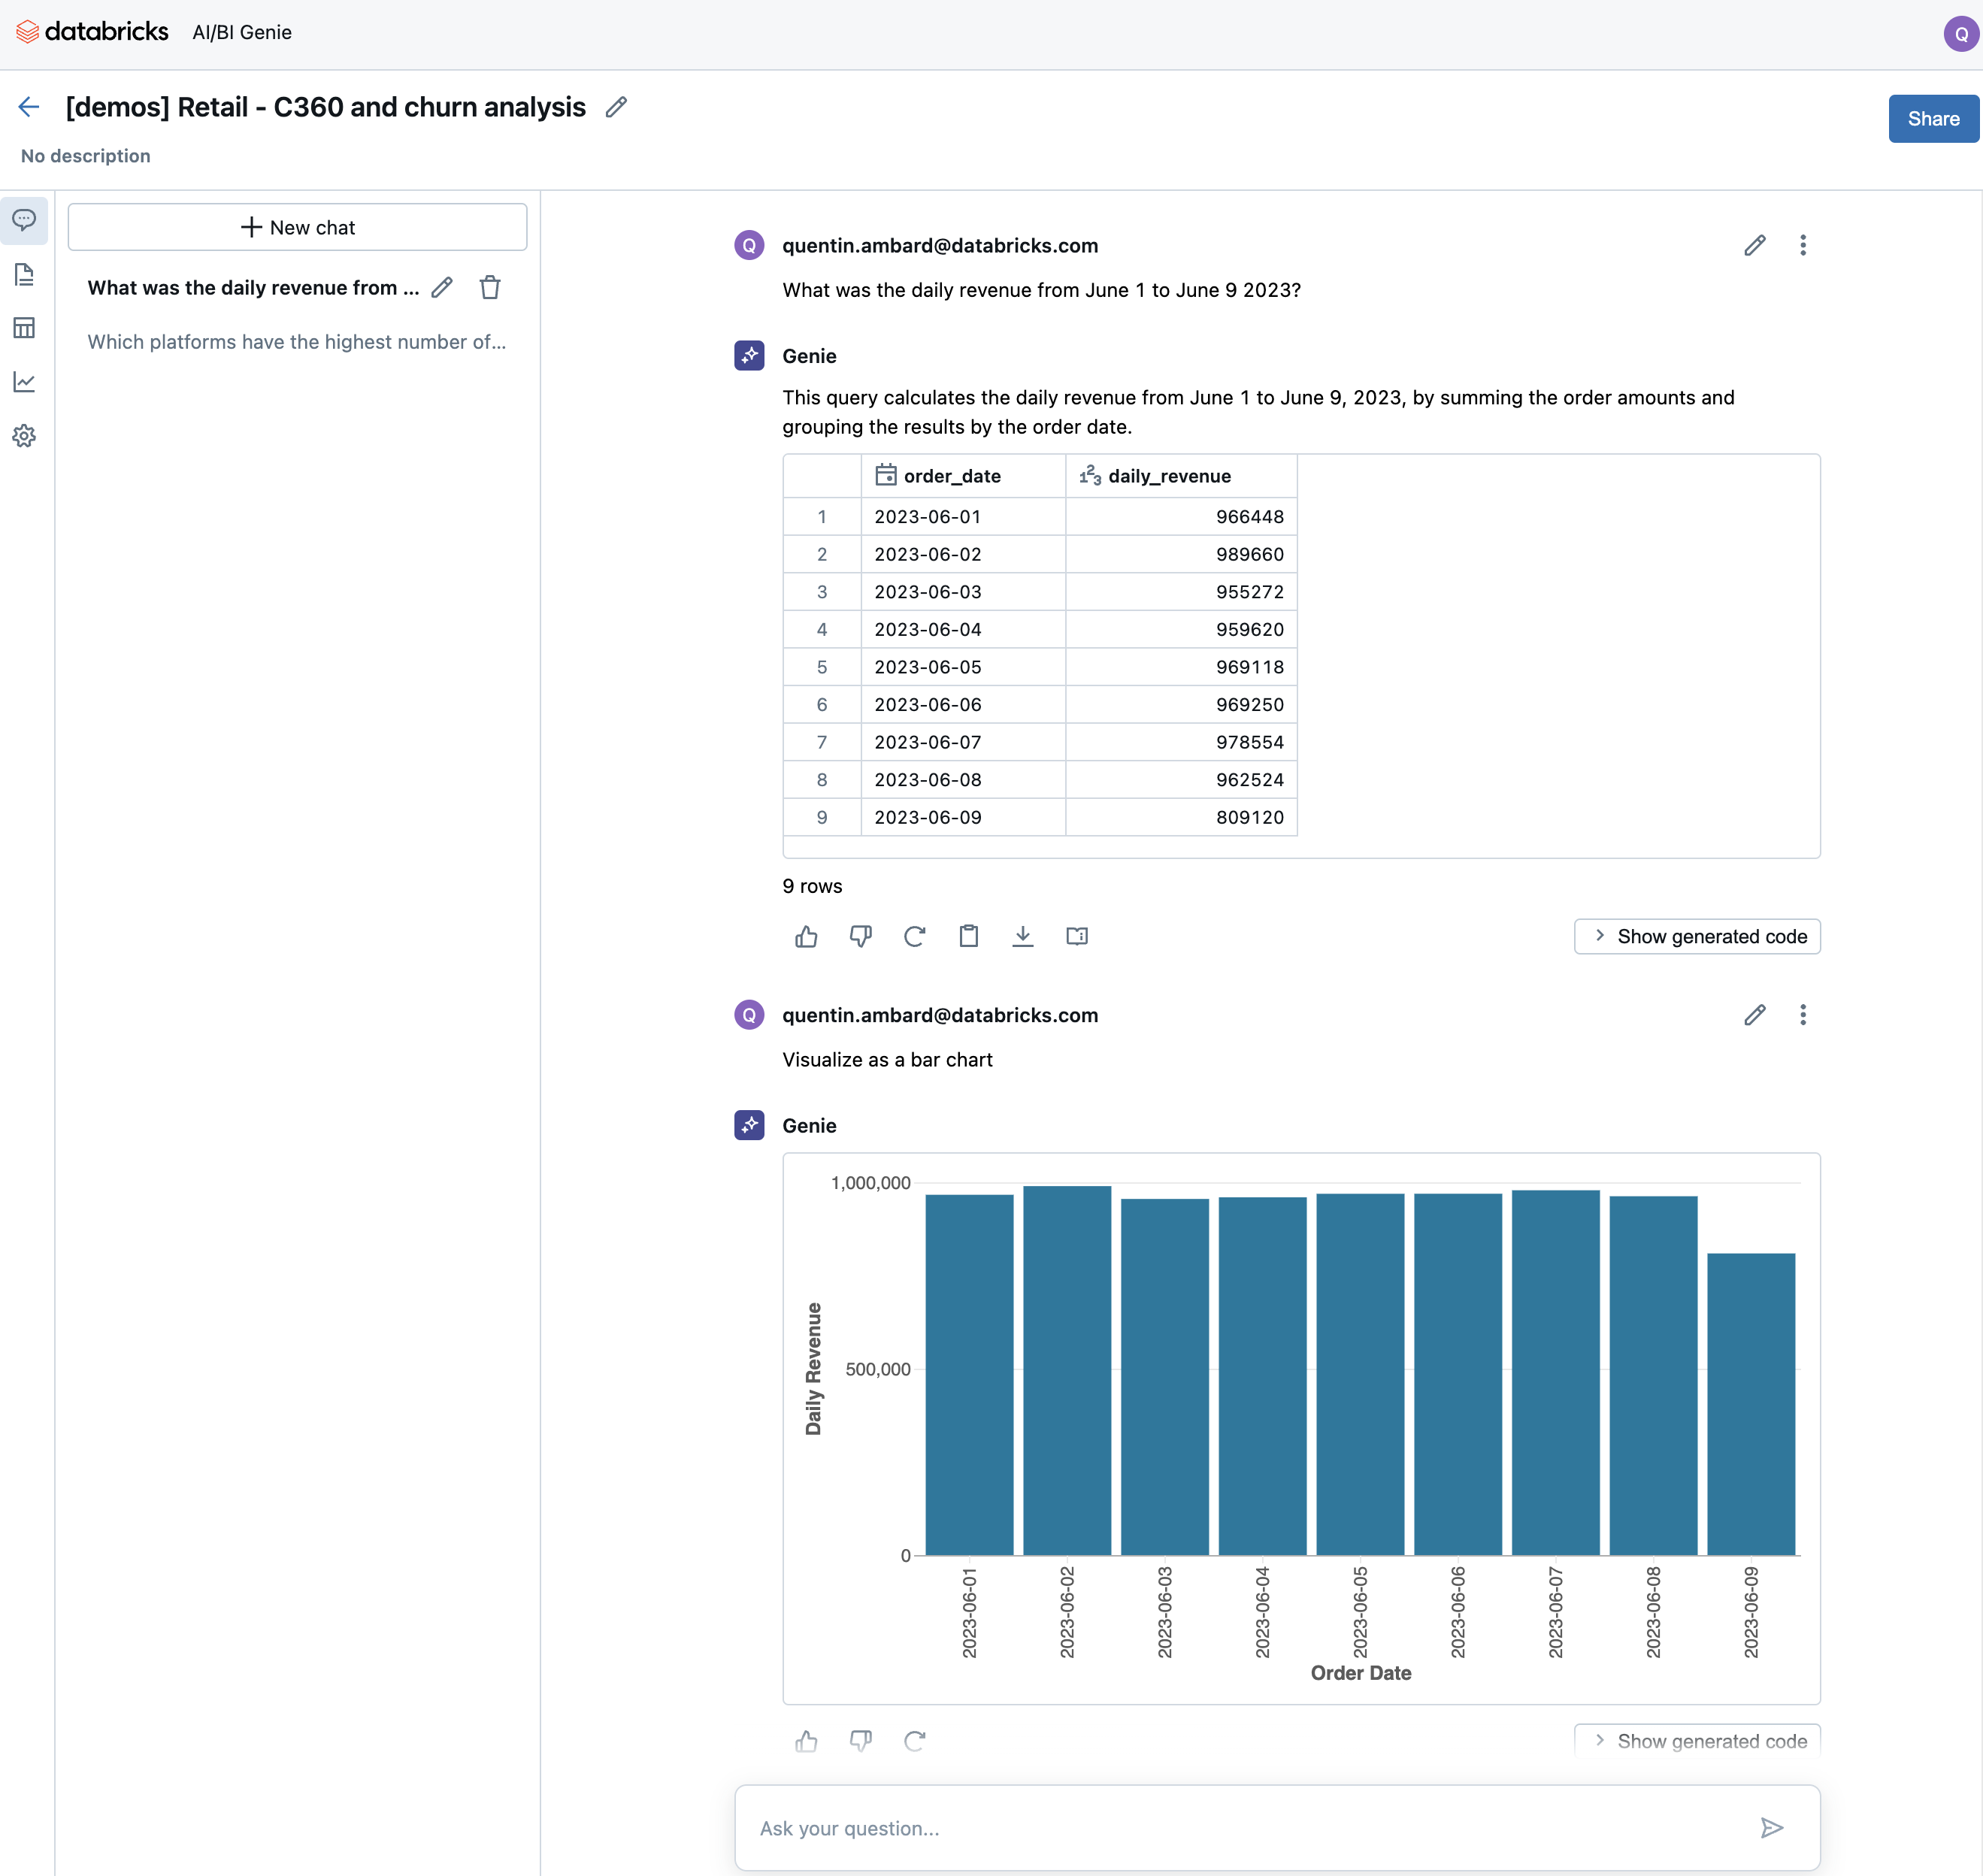 databricks AI/BI Genie
Q
[demos] Retail - C360 and churn analysis
Share
No description
New chat
What was the daily revenue from ...
Which platforms have the highest number of...
Q quentin.ambard@databricks.com
What was the daily revenue from June 1 to June 9 2023?
Genie
This query calculates the daily revenue from June 1 to June 9, 2023, by summing the order amounts and
grouping the results by the order date.
order_date 123 daily_revenue
1 2023-06-01 966448
2 2023-06-02 989660
3 2023-06-03 955272
4 2023-06-04 959620
5 2023-06-05 969118
6 2023-06-06 969250
7 2023-06-07 978554
8 2023-06-08 962524
9 2023-06-09 809120
9 rows
Show generated code
Q quentin.ambard@databricks.com
Visualize as a bar chart
Genie
1,000,000
500,000
0
Daily Revenue
2023-06-01
2023-06-02
2023-06-03
2023-06-04
2023-06-05
2023-06-06
2023-06-07
2023-06-08
2023-06-09
Order Date
Show generated code
Ask your question...